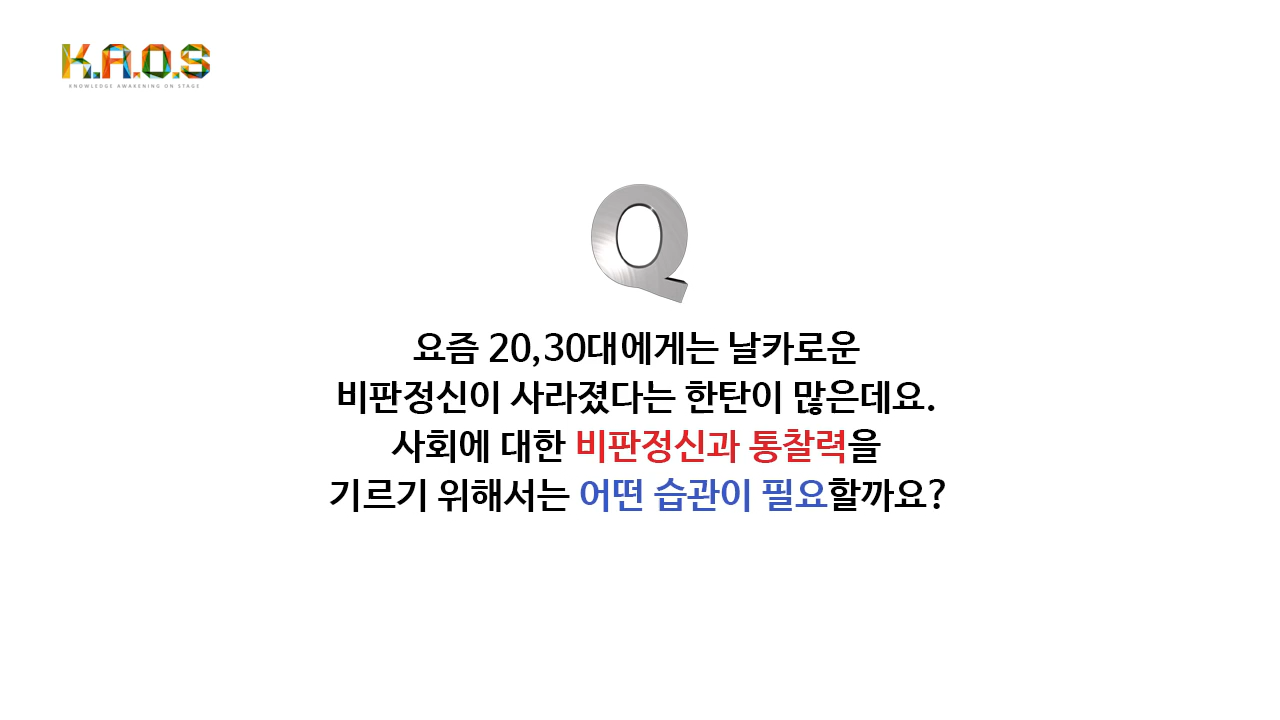 K.A.O.S
KNOWLEDGE AWAKENING ON STAGE
Q
요즘 20,30대에게는 날카로운
비판정신이 사라졌다는 한탄이 많은데요.
사회에 대한 비판정신과 통찰력을
기르기 위해서는 어떤 습관이 필요할까요?